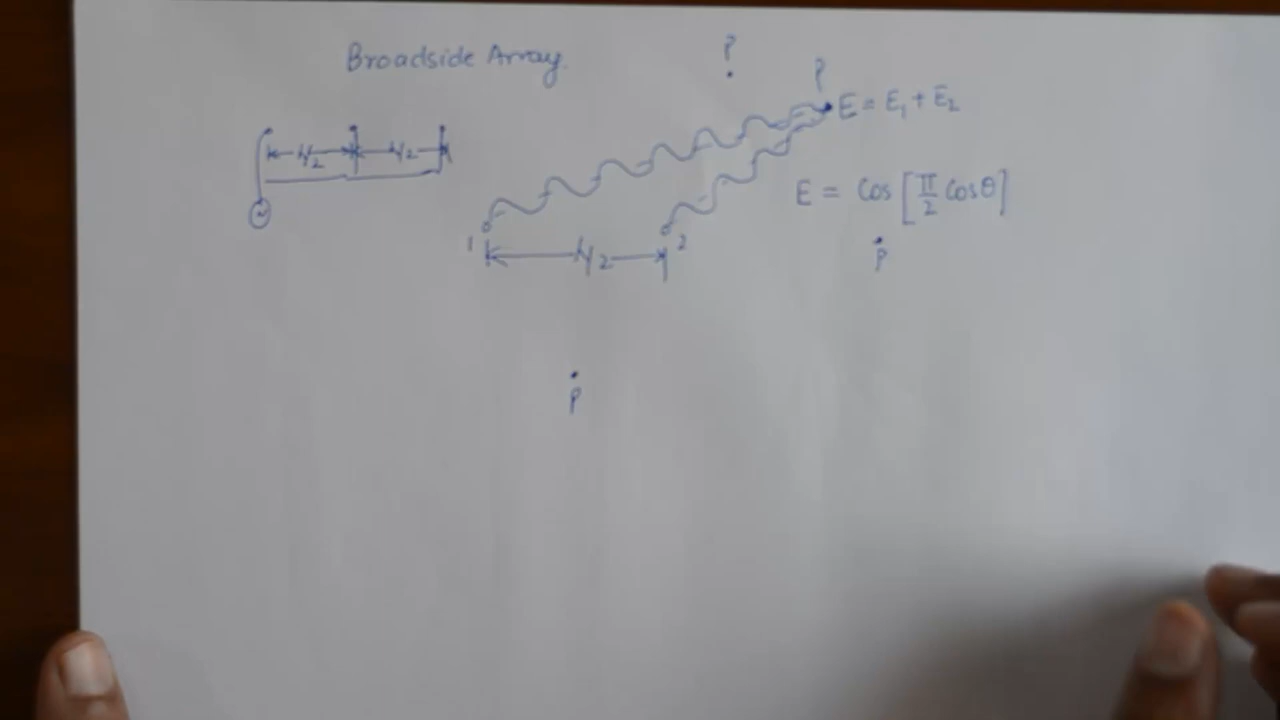 Broadside Array.
P
P
E = E₁ + E₂
λ/2 λ/2
E = Cos [π/2 Cosθ]
1 λ/2 2
P
P